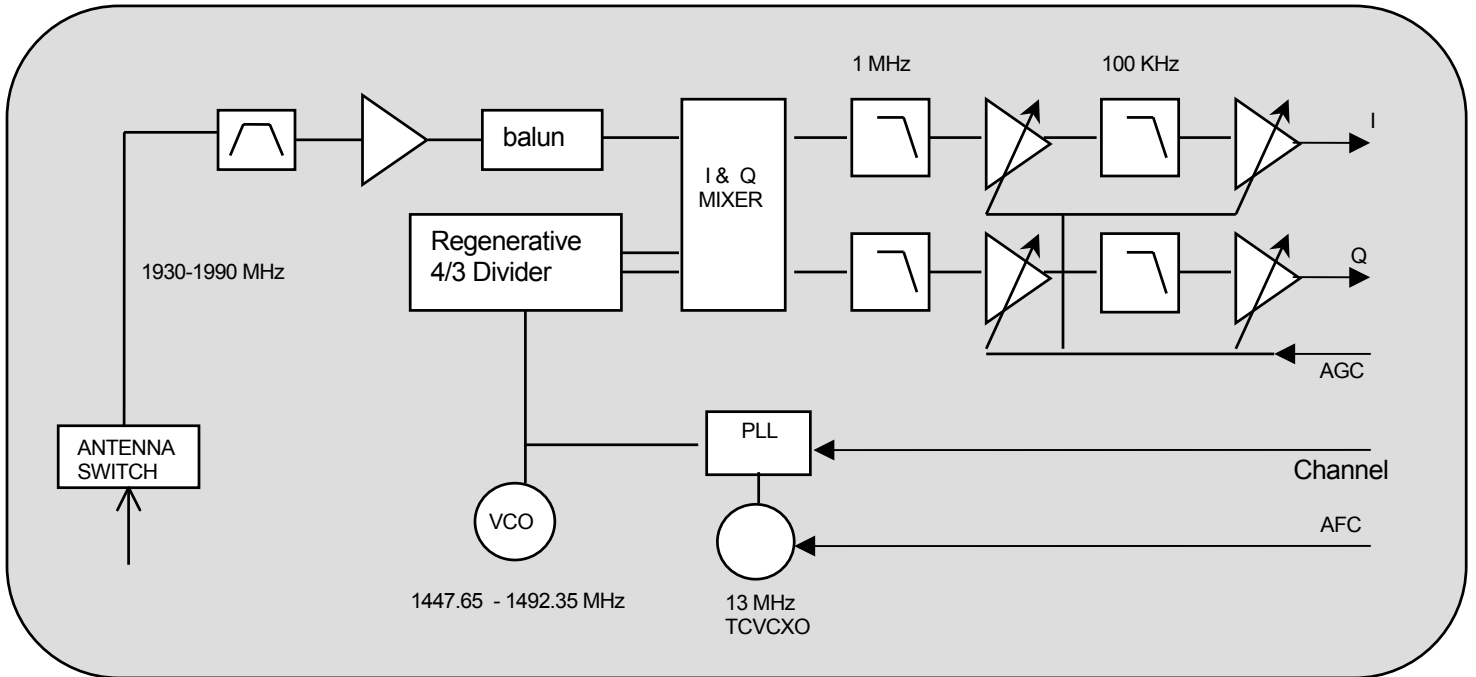 1 MHz
100 KHz
balun
I & Q
MIXER
I
Regenerative
4/3 Divider
1930-1990 MHz
Q
AGC
ANTENNA
SWITCH
PLL
Channel
VCO
AFC
1447.65 - 1492.35 MHz
13 MHz
TCVCXO